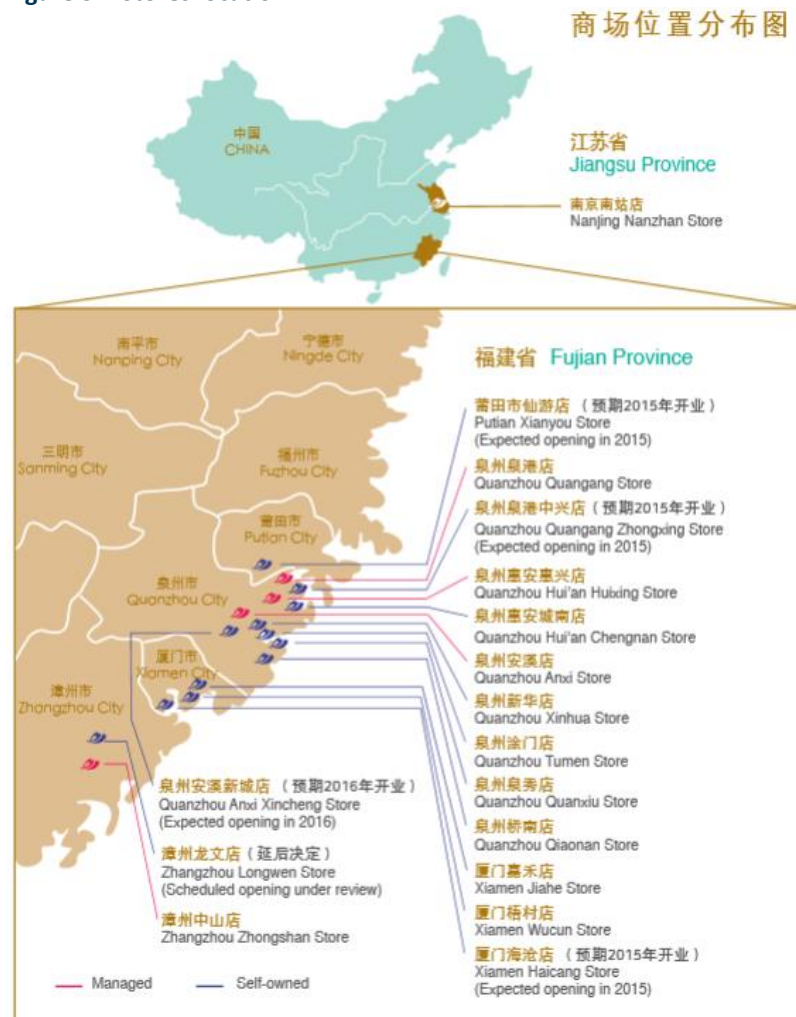 商场位置分布图
中国
CHINA
江苏省
Jiangsu Province
南京南站店
Nanjing Nanzhan Store
南平市
Nanping City
宁德市
Ningde City
三明市
Sanming City
福州市
Fuzhou City
莆田市
Putian City
泉州市
Quanzhou City
厦门市
Xiamen City
漳州市
Zhangzhou City
福建省 Fujian Province
莆田市仙游店 (预期2015年开业)
Putian Xianyou Store
(Expected opening in 2015)
泉州泉港店
Quanzhou Quangang Store
泉州泉港中兴店 (预期2015年开业)
Quanzhou Quangang Zhongxing Store
(Expected opening in 2015)
泉州惠安惠兴店
Quanzhou Hui'an Huixing Store
泉州惠安城南店
Quanzhou Hui'an Chengnan Store
泉州安溪店
Quanzhou Anxi Store
泉州新华店
Quanzhou Xinhua Store
泉州涂门店
Quanzhou Tumen Store
泉州泉秀店
Quanzhou Quanxiu Store
泉州桥南店
Quanzhou Qiaonan Store
厦门嘉禾店
Xiamen Jiahe Store
厦门梧村店
Xiamen Wucun Store
厦门海沧店 (预期2015年开业)
Xiamen Haicang Store
(Expected opening in 2015)
泉州安溪新城店 (预期2016年开业)
Quanzhou Anxi Xincheng Store
(Expected opening in 2016)
漳州龙文店 (延后决定)
Zhangzhou Longwen Store
(Scheduled opening under review)
漳州中山店
Zhangzhou Zhongshan Store
Managed
Self-owned